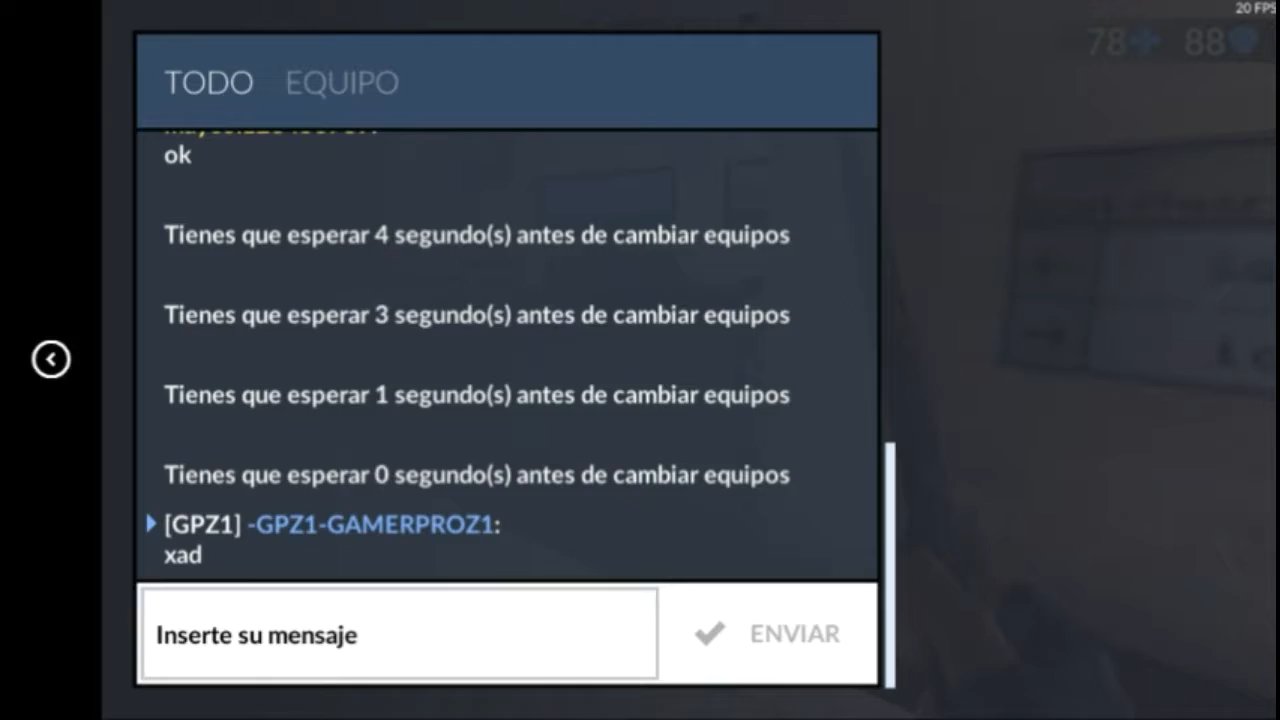 20 FPS
78 88
TODO EQUIPO
ok
Tienes que esperar 4 segundo(s) antes de cambiar equipos
Tienes que esperar 3 segundo(s) antes de cambiar equipos
Tienes que esperar 1 segundo(s) antes de cambiar equipos
Tienes que esperar 0 segundo(s) antes de cambiar equipos
[GPZ1] -GPZ1-GAMERPROZ1:
xad
Inserte su mensaje ENVIAR